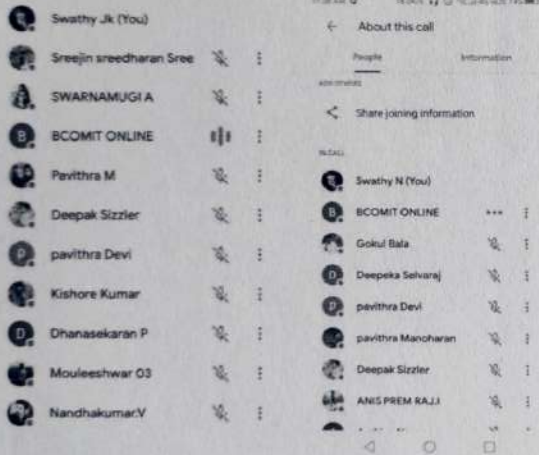 Swathy Jk (You)
Sreejin sreedharan Sree
SWARNAMUGI A
B BCOMIT ONLINE
Pavithra M
Deepak Sizzler
P pavithra Devi
Kishore Kumar
D Dhanasekaran P
Mouleeshwar 03
Nandhakumar.V
About this call
People Information
Share joining information
Swathy N (You)
B BCOMIT ONLINE
Gokul Bala
D Deepeka Selvaraj
P pavithra Devi
pavithra Manoharan
Deepak Sizzler
ANIS PREM RAJ.I